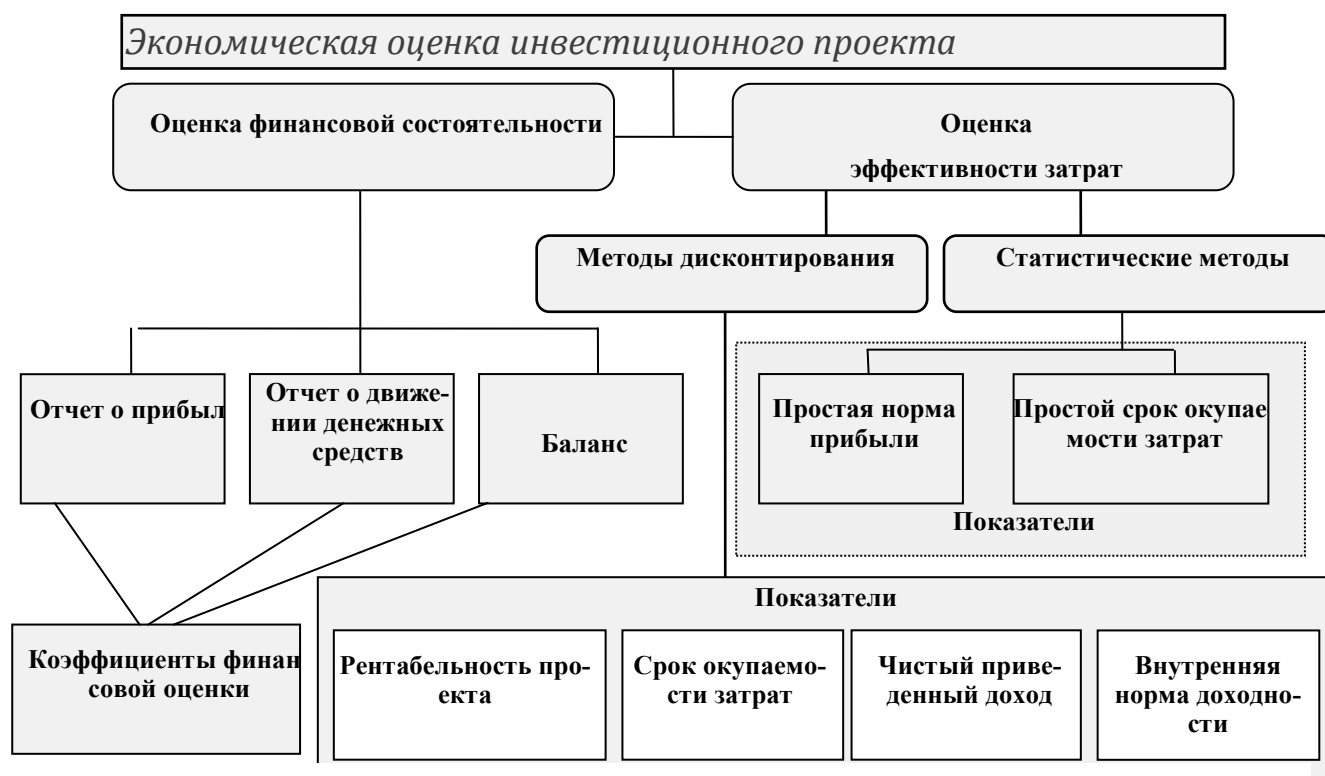 Экономическая оценка инвестиционного проекта
Оценка финансовой состоятельности
Оценка
эффективности затрат
Методы дисконтирования
Статистические методы
Отчет о прибыл
Отчет о движе-
нии денежных
средств
Баланс
Простая норма
прибыли
Простой срок окупае
мости затрат
Показатели
Коэффициенты финан
совой оценки
Показатели
Рентабельность про-
екта
Срок окупаемо-
сти затрат
Чистый приве-
денный доход
Внутренняя
норма доходно-
сти